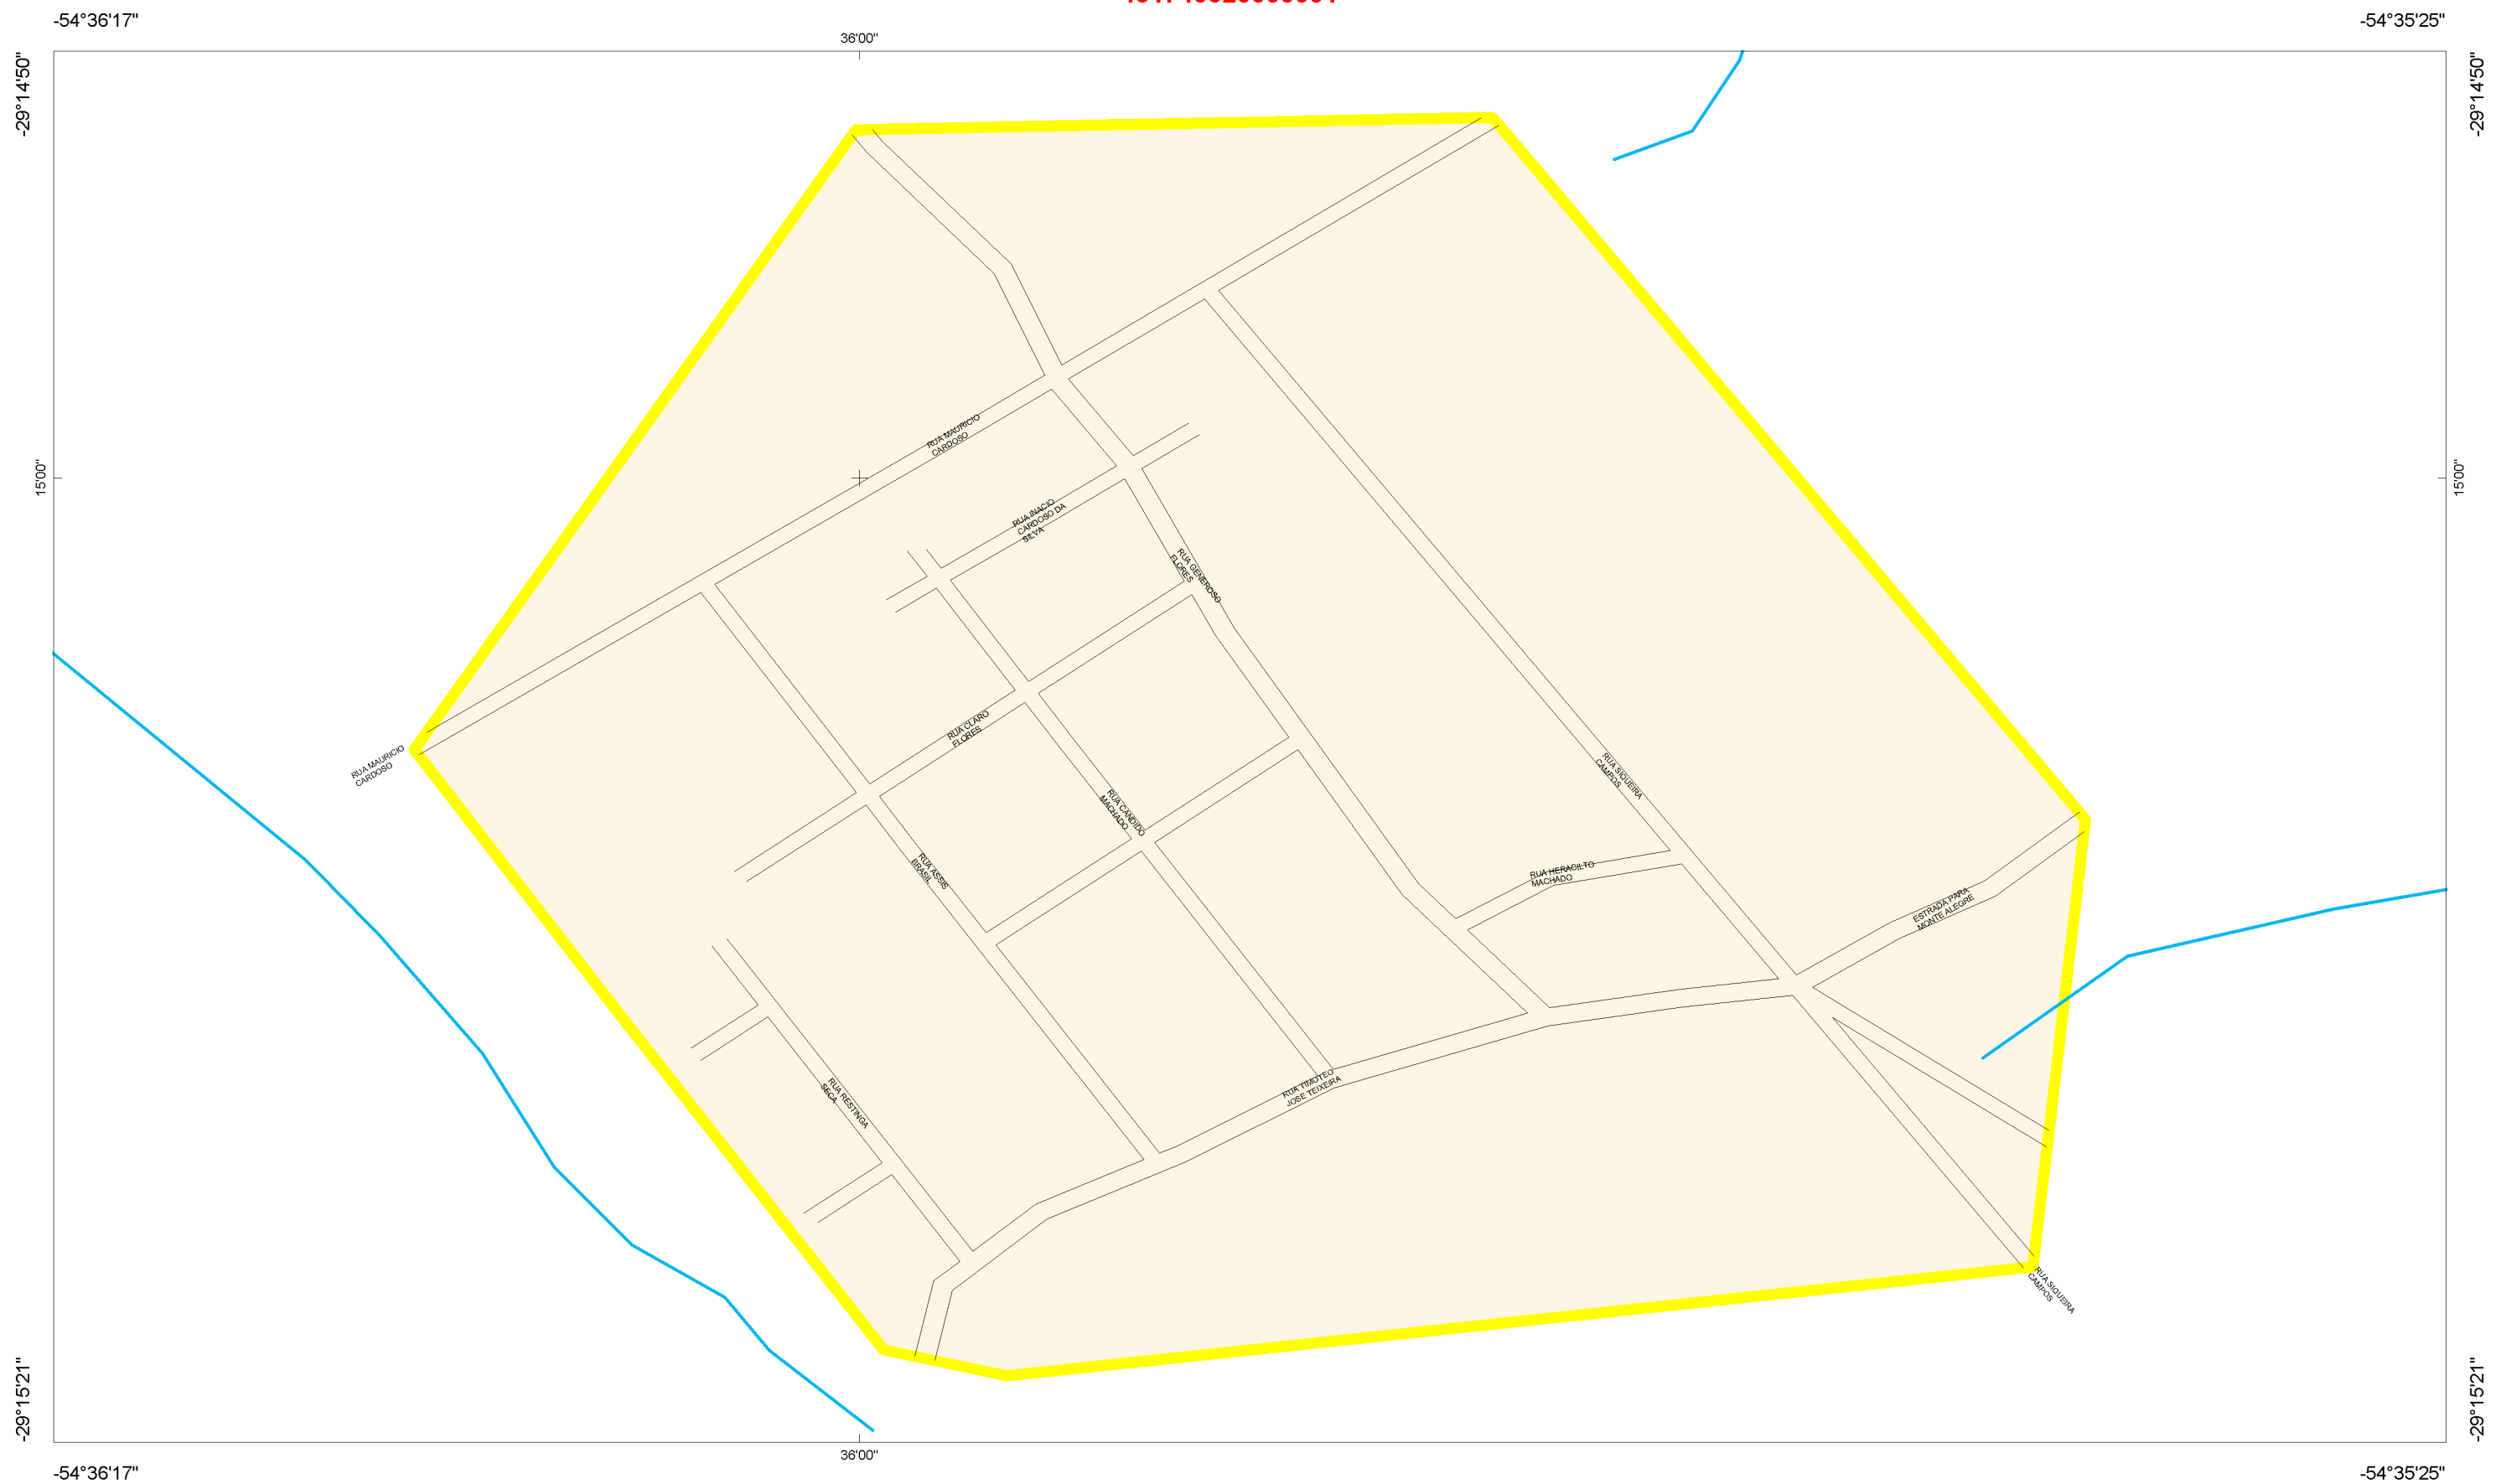 -54°36'17"
-54°35'25"
36'00"
-29°14'50"
-29°14'50"
RUA MAURICIO
CARDOSO
15'00"
15'00"
RUA INACIO
CARDOSO DA
SILVA
RUA GENEROSO
FLORES
RUA CLARO
FLORES
RUA MAURICIO
CARDOSO
RUA SIQUEIRA
CAMPOS
RUA CANDIDO
MACHADO
RUA ASSIS
BRASIL
RUA HERACILTO
MACHADO
ESTRADA PARA
MONTE ALEGRE
RUA RESTINGA
SECA
RUA TIMOTEO
JOSE TEIXEIRA
RUA SIQUEIRA
CAMPOS
-29°15'21"
-29°15'21"
36'00"
-54°36'17"
-54°35'25"